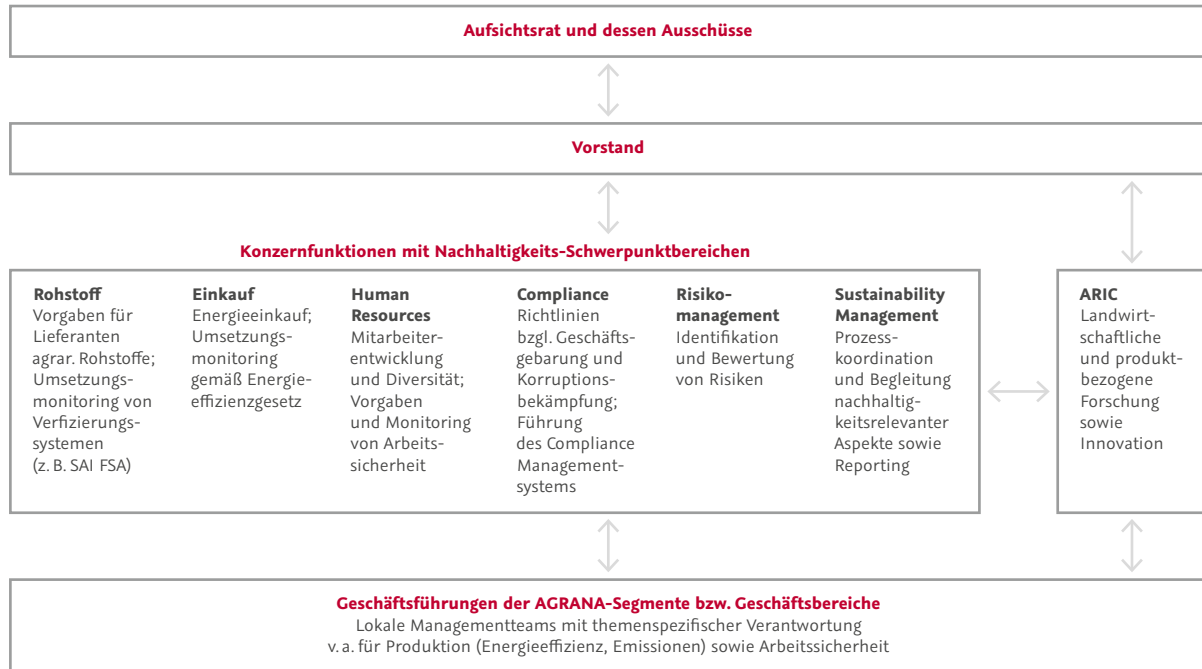 Aufsichtsrat und dessen Ausschüsse
Vorstand
Konzernfunktionen mit Nachhaltigkeits-Schwerpunktbereichen
Rohstoff
Vorgaben für
Lieferanten
agrar. Rohstoffe;
Umsetzungs-
monitoring von
Verfizierungs-
systemen
(z. B. SAI FSA)
Einkauf
Energieeinkauf;
Umsetzungs-
monitoring
gemäß Energie-
effizienzgesetz
Human
Resources
Mitarbeiter-
entwicklung
und Diversität;
Vorgaben
und Monitoring
von Arbeits-
sicherheit
Compliance
Richtlinien
bzgl. Geschäfts-
gebarung und
Korruptions-
bekämpfung;
Führung
des Compliance
Management-
systems
Risiko-
management
Identifikation
und Bewertung
von Risiken
Sustainability
Management
Prozess-
koordination
und Begleitung
nachhaltig-
keitsrelevanter
Aspekte sowie
Reporting
ARIC
Landwirt-
schaftliche
und produkt-
bezogene
Forschung
sowie
Innovation
Geschäftsführungen der AGRANA-Segmente bzw. Geschäftsbereiche
Lokale Managementteams mit themenspezifischer Verantwortung
v. a. für Produktion (Energieeffizienz, Emissionen) sowie Arbeitssicherheit